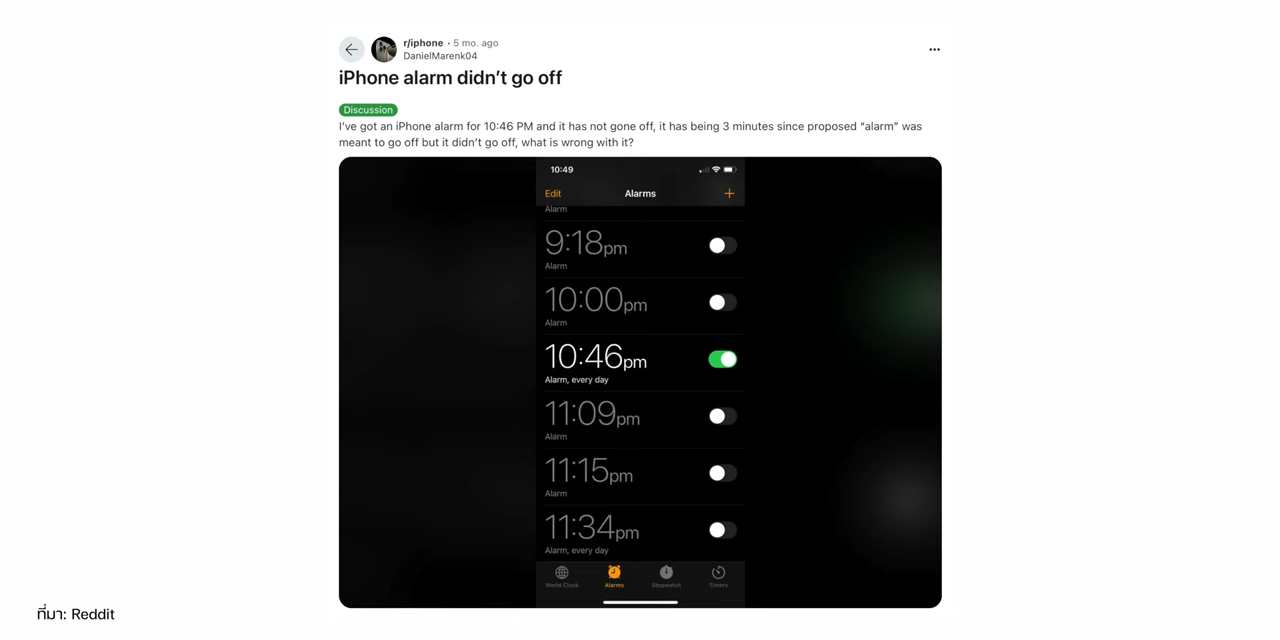 r/iphone • 5 mo. ago
DanielMarenk04
iPhone alarm didn’t go off
Discussion
I’ve got an iPhone alarm for 10:46 PM and it has not gone off, it has being 3 minutes since proposed “alarm” was
meant to go off but it didn’t go off, what is wrong with it?
10:49
Edit Alarms +
Alarm
9:18pm
Alarm
10:00pm
Alarm
10:46pm
Alarm, every day
11:09pm
Alarm
11:15pm
Alarm
11:34pm
Alarm, every day
World Clock Alarms Stopwatch Timers
ที่มา: Reddit